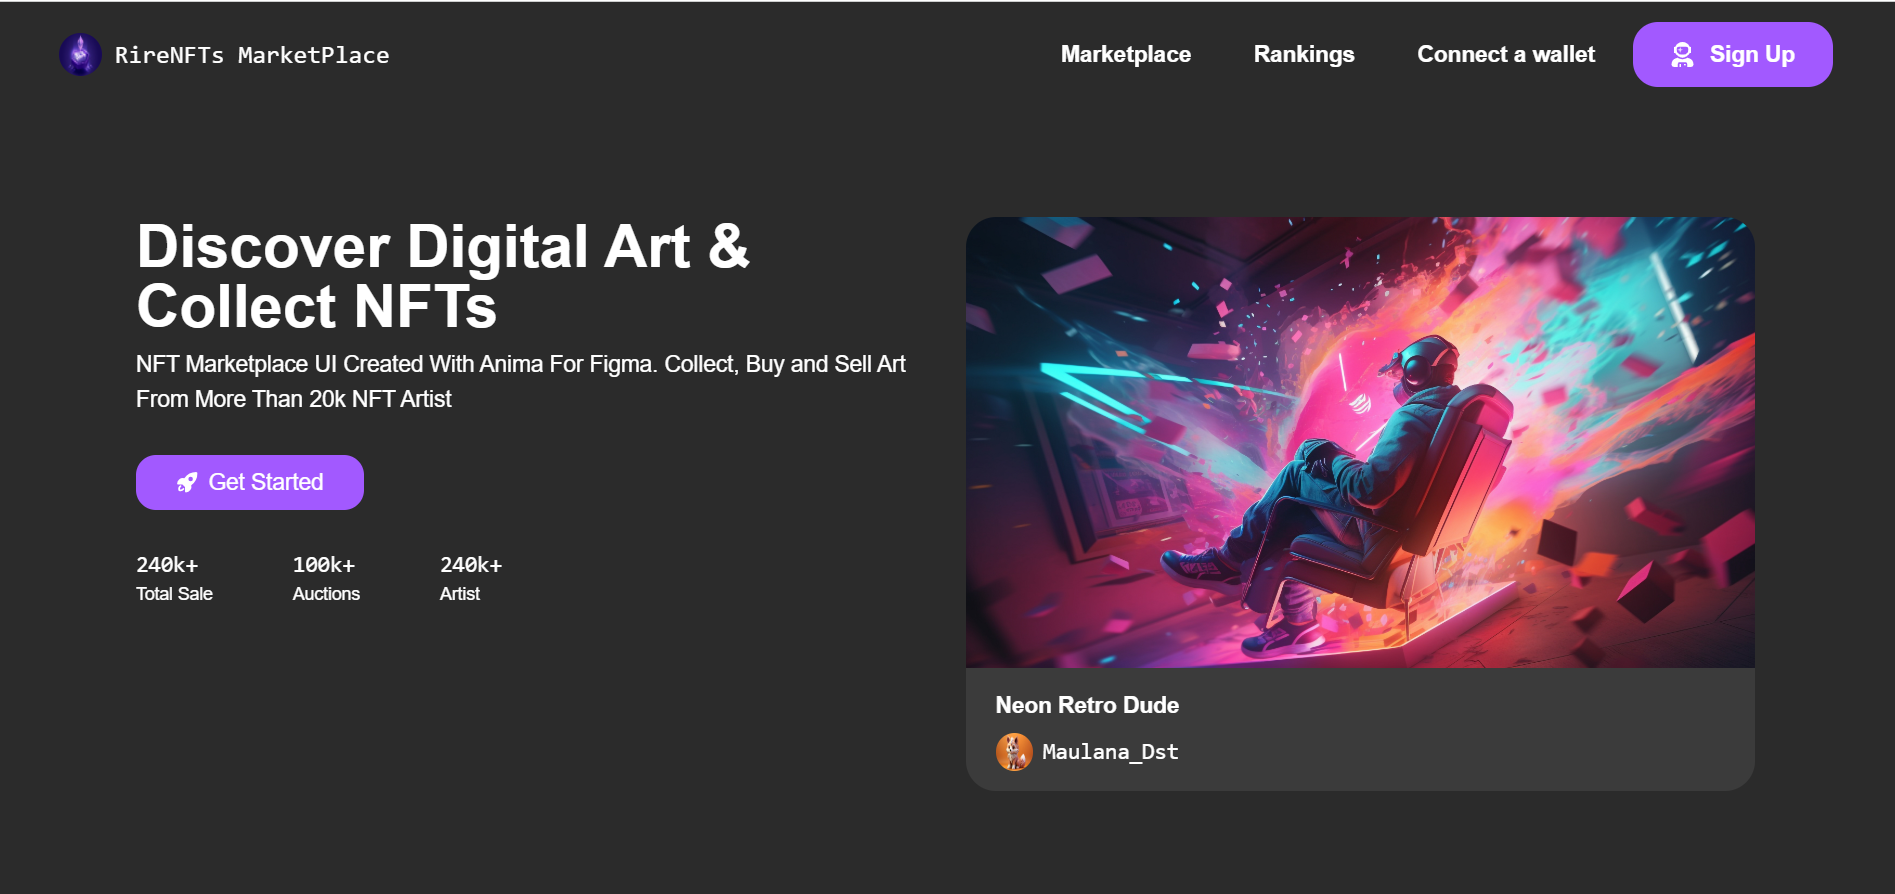 RireNFTs MarketPlace
Marketplace
Rankings
Connect a wallet
Sign Up
Discover Digital Art &
Collect NFTs
NFT Marketplace UI Created With Anima For Figma. Collect, Buy and Sell Art
From More Than 20k NFT Artist
Get Started
240k+
Total Sale
100k+
Auctions
240k+
Artist
Neon Retro Dude
Maulana_Dst